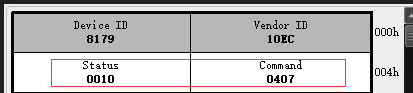 Device ID Vendor ID
8179 10EC 000h
Status Command
0010 0407 004h